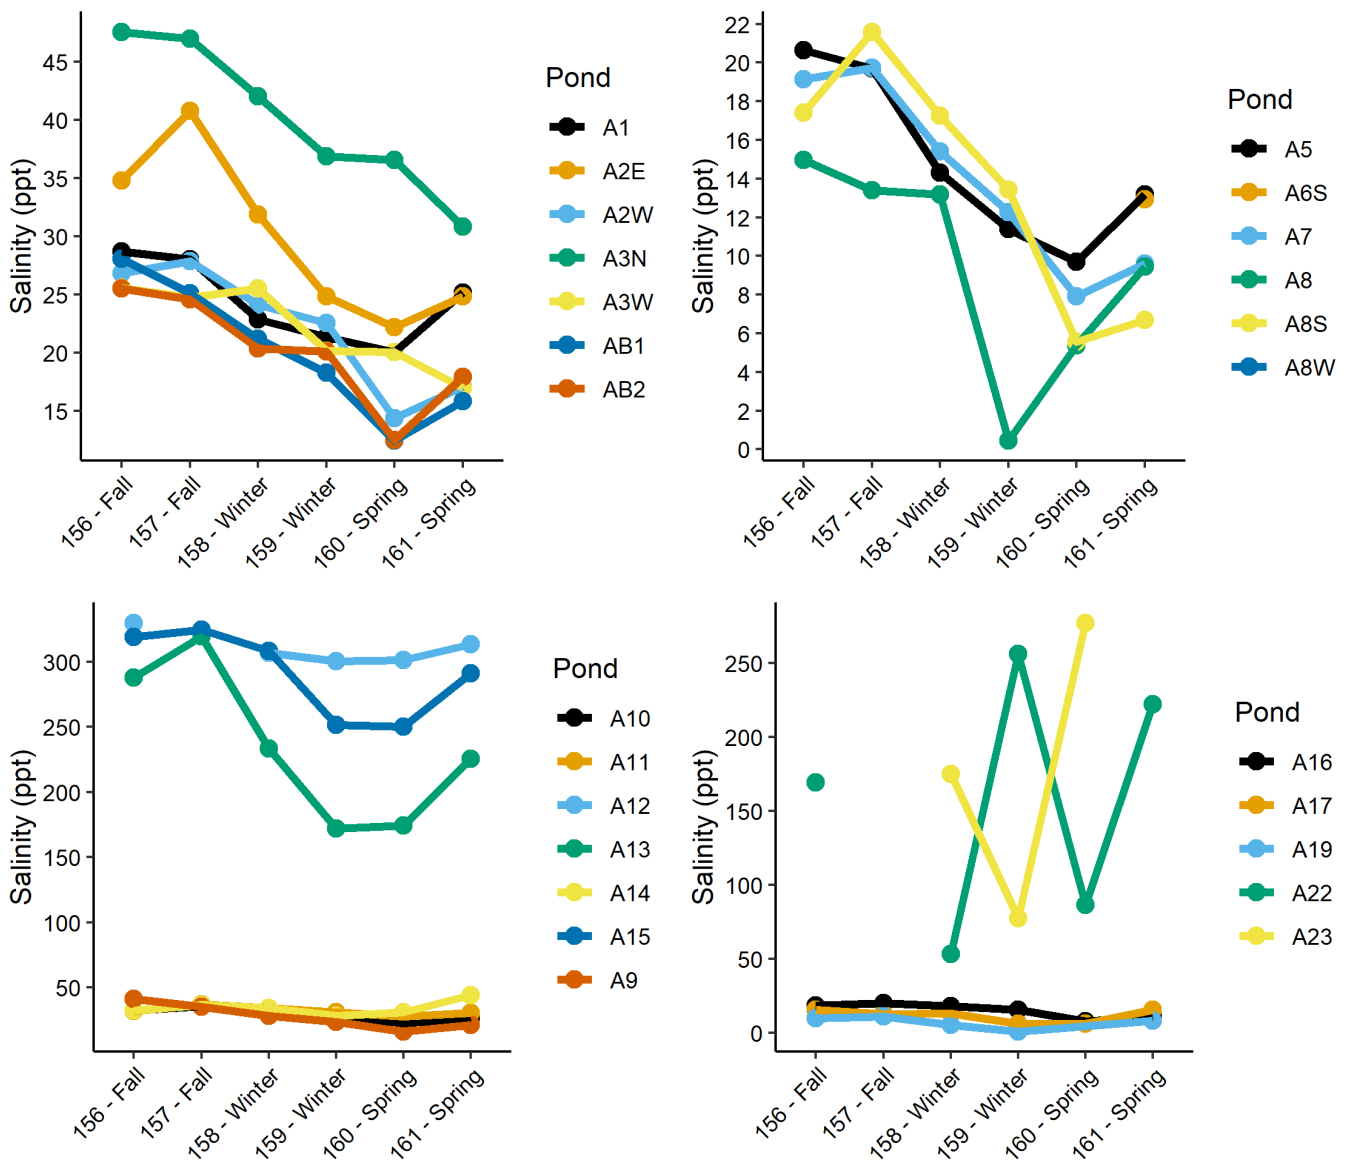 Salinity (ppt)
45
40
35
30
25
20
15
156 - Fall
157 - Fall
158 - Winter
159 - Winter
160 - Spring
161 - Spring
Pond
A1
A2E
A2W
A3N
A3W
AB1
AB2
Salinity (ppt)
22
20
18
16
14
12
10
8
6
4
2
0
156 - Fall
157 - Fall
158 - Winter
159 - Winter
160 - Spring
161 - Spring
Pond
A5
A6S
A7
A8
A8S
A8W
Salinity (ppt)
300
250
200
150
100
50
156 - Fall
157 - Fall
158 - Winter
159 - Winter
160 - Spring
161 - Spring
Pond
A10
A11
A12
A13
A14
A15
A9
Salinity (ppt)
250
200
150
100
50
0
156 - Fall
157 - Fall
158 - Winter
159 - Winter
160 - Spring
161 - Spring
Pond
A16
A17
A19
A22
A23